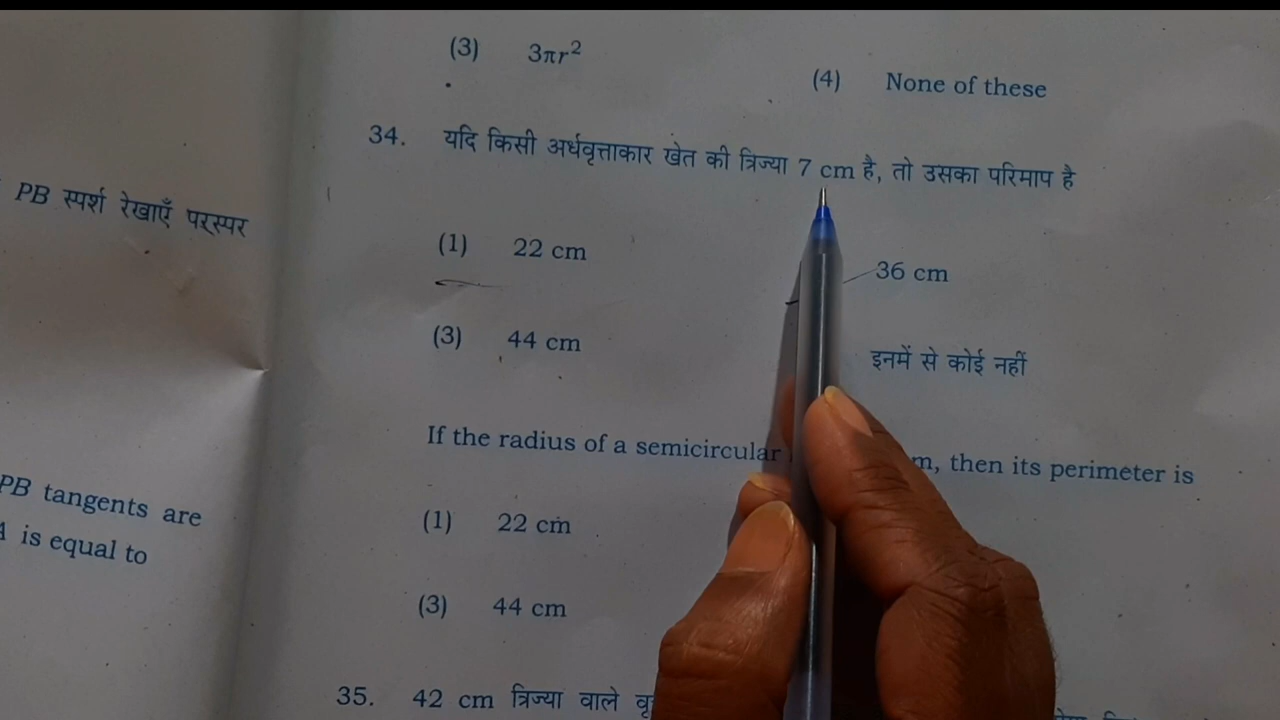 (3) 3πr²
(4) None of these
34. यदि किसी अर्धवृत्ताकार खेत की त्रिज्या 7 cm है, तो उसका परिमाप है
PB स्पर्श रेखाएँ परस्पर
(1) 22 cm
36 cm
(3) 44 cm
इनमें से कोई नहीं
If the radius of a semicircular m, then its perimeter is
PB tangents are
is equal to
(1) 22 cm
(3) 44 cm
35. 42 cm त्रिज्या वाले